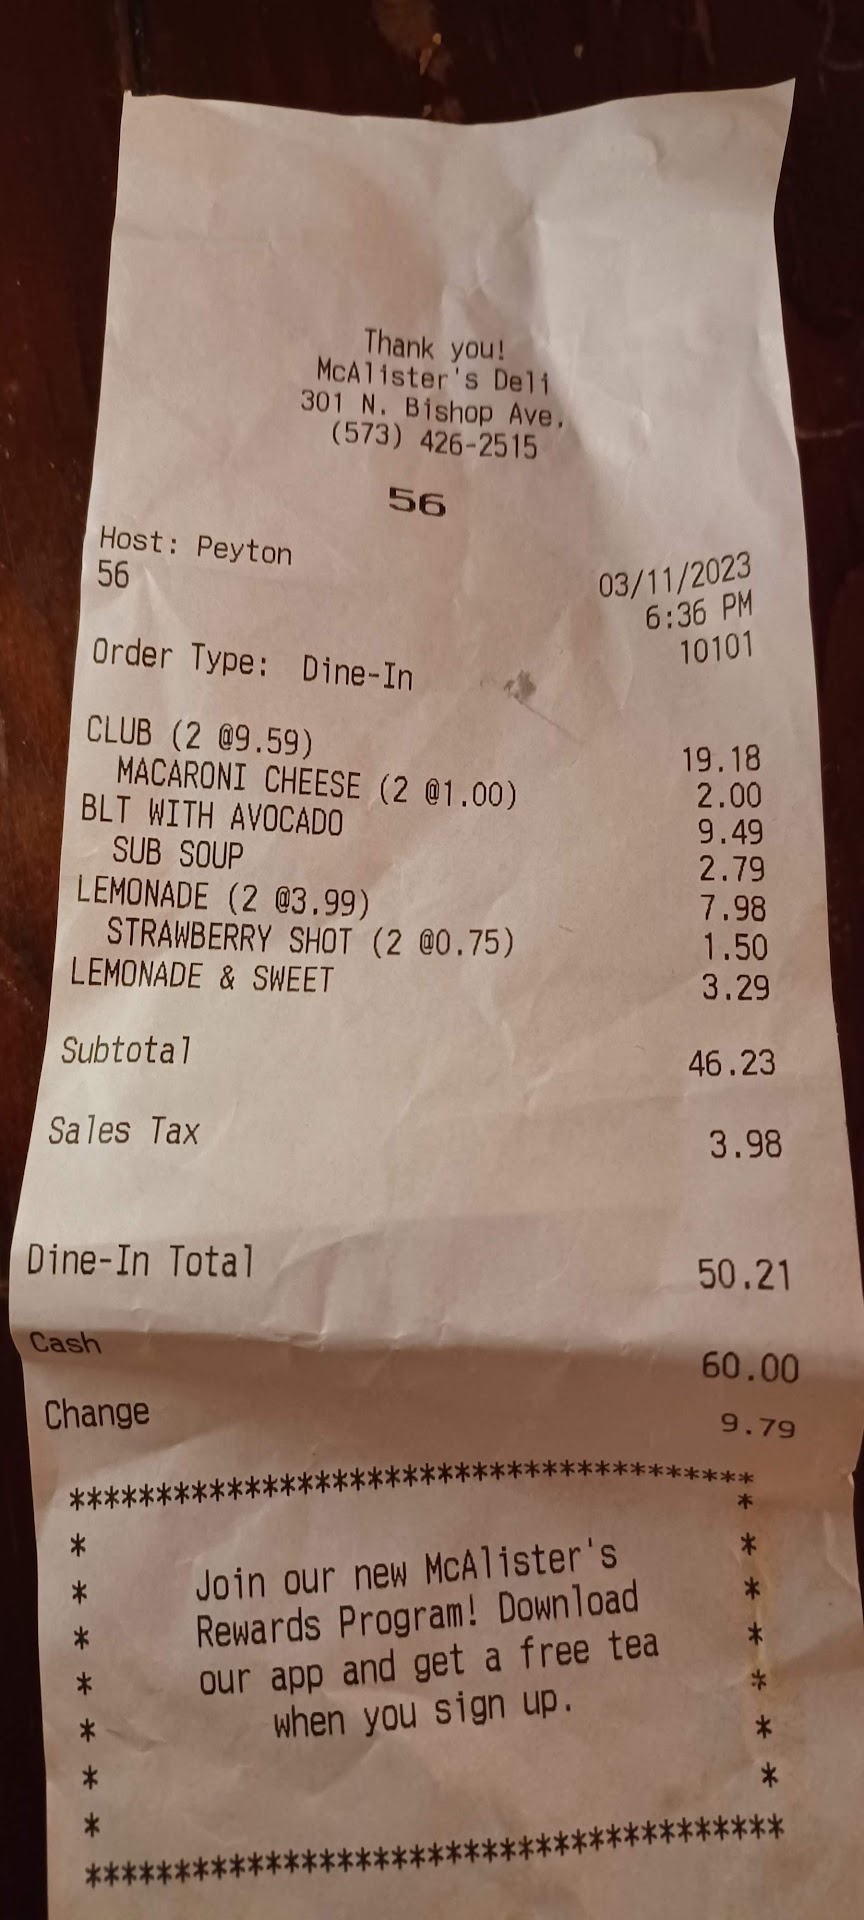 Thank you!
McAlister's Deli
301 N. Bishop Ave.
(573) 426-2515
56
Host: Peyton 03/11/2023
56 6:36 PM
10101
Order Type: Dine-In
CLUB (2 @9.59) 19.18
MACARONI CHEESE (2 @1.00) 2.00
BLT WITH AVOCADO 9.49
SUB SOUP 2.79
LEMONADE (2 @3.99) 7.98
STRAWBERRY SHOT (2 @0.75) 1.50
LEMONADE & SWEET 3.29
Subtotal 46.23
Sales Tax 3.98
Dine-In Total 50.21
Cash 60.00
Change 9.79
***************************************
* *
* Join our new McAlister's *
* Rewards Program! Download *
* our app and get a free tea *
* when you sign up. *
* *
* *
***************************************